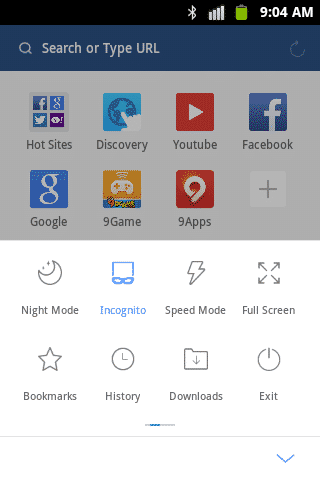 9:04 AM
Search or Type URL
Hot Sites Discovery Youtube Facebook
Google 9Game 9Apps
Night Mode Incognito Speed Mode Full Screen
Bookmarks History Downloads Exit